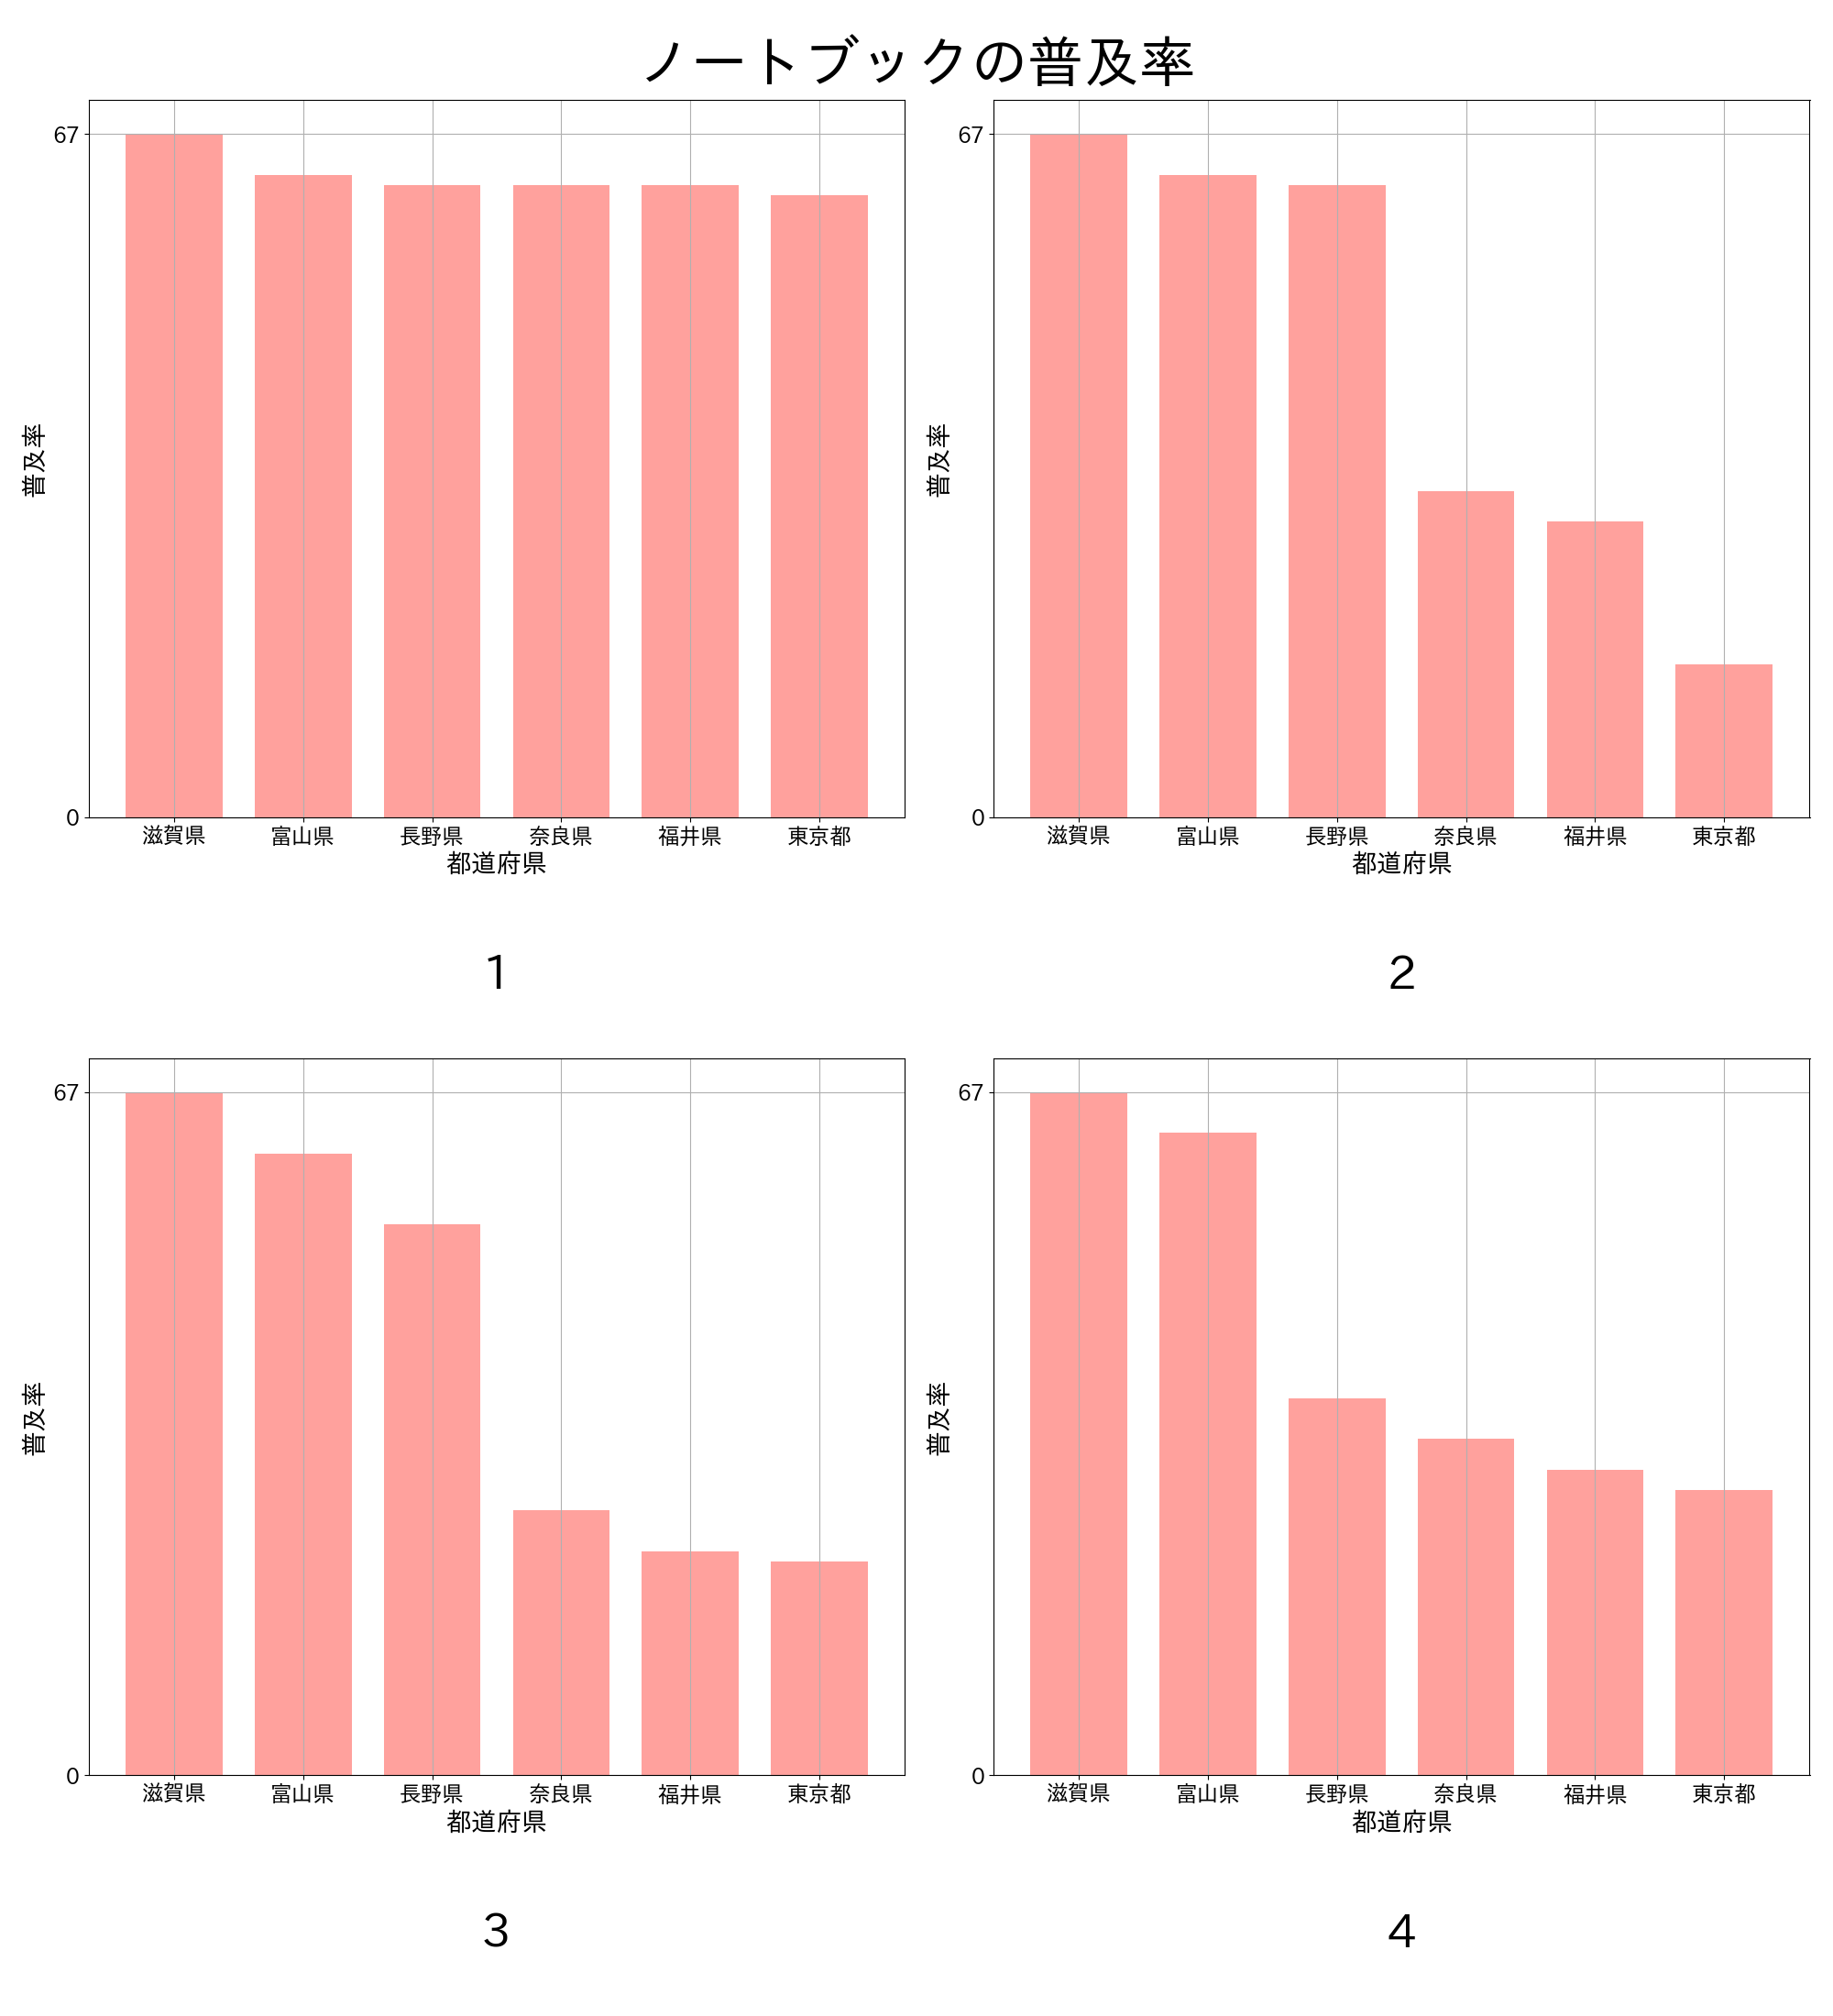 ノートブックの普及率
67
0
普及率
滋賀県 富山県 長野県 奈良県 福井県 東京都
都道府県
1
67
0
普及率
滋賀県 富山県 長野県 奈良県 福井県 東京都
都道府県
2
67
0
普及率
滋賀県 富山県 長野県 奈良県 福井県 東京都
都道府県
3
67
0
普及率
滋賀県 富山県 長野県 奈良県 福井県 東京都
都道府県
4